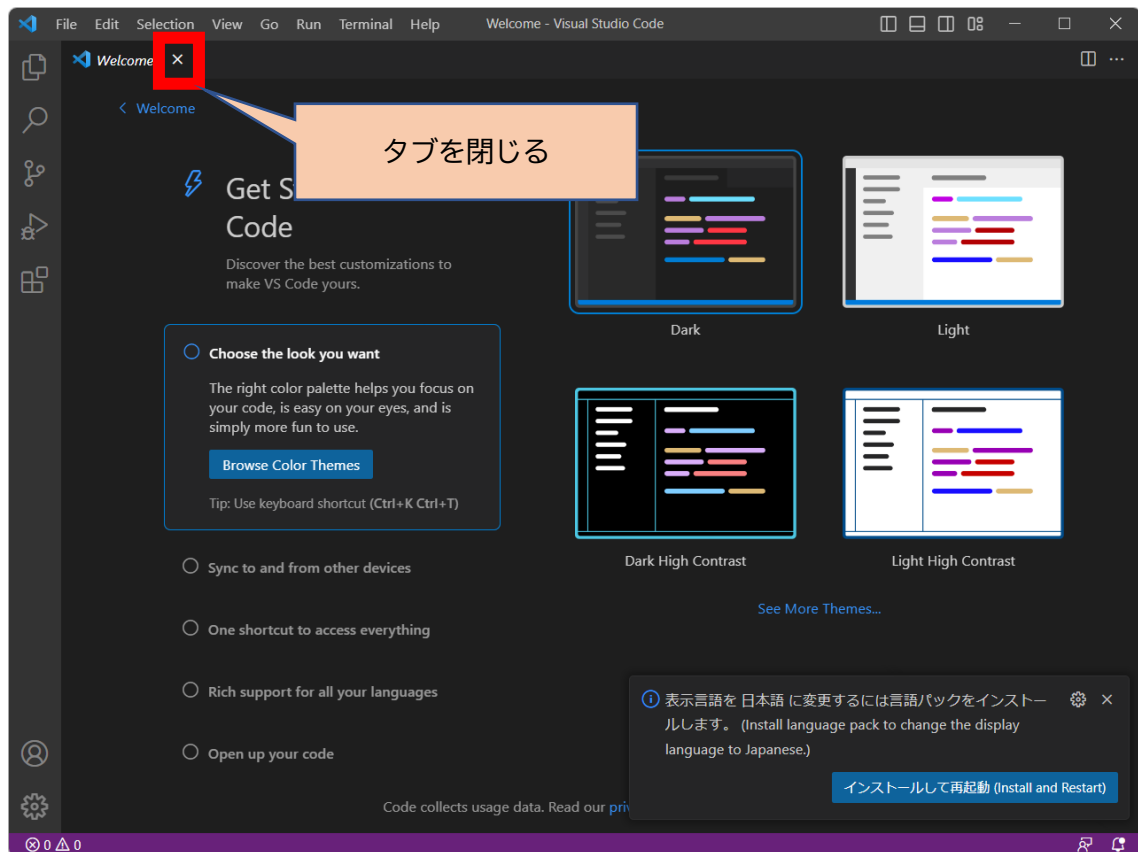 File Edit Selection View Go Run Terminal Help Welcome - Visual Studio Code
Welcome
Welcome
タブを閉じる
Get S
Code
Discover the best customizations to
make VS Code yours.
Choose the look you want
The right color palette helps you focus on
your code, is easy on your eyes, and is
simply more fun to use.
Browse Color Themes
Tip: Use keyboard shortcut (Ctrl+K Ctrl+T)
Sync to and from other devices
One shortcut to access everything
Rich support for all your languages
Open up your code
Dark
Light
Dark High Contrast
Light High Contrast
See More Themes...
表示言語を 日本語 に変更するには言語パックをインストー
ルします。 (Install language pack to change the display
language to Japanese.)
インストールして再起動 (Install and Restart)
Code collects usage data. Read our
0 0